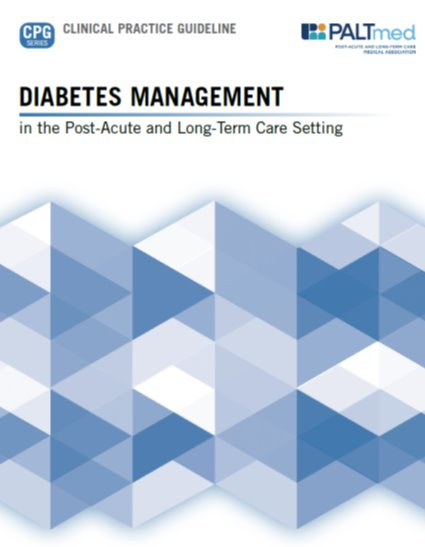 CPG
SERIES
CLINICAL PRACTICE GUIDELINE
PALTmed
POST-ACUTE AND LONG-TERM CARE
MEDICAL ASSOCIATION
DIABETES MANAGEMENT
in the Post-Acute and Long-Term Care Setting